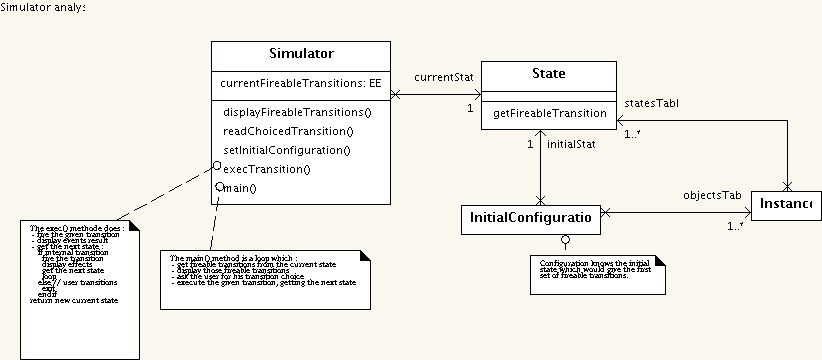 Simulator analys
Simulator
currentFireableTransitions: EE
displayFireableTransitions()
readChoicedTransition()
setInitialConfiguration()
execTransition()
main()
currentStat
1
State
getFireableTransition
statesTabl
1..*
1
initialStat
InitialConfiguratio
objectsTab
1..*
Instance
The exec() methode does :
- fire the given transition
- display events result
- get the next state :
if internal transition
fire the transition
display effects
get the next state
loop
else // user transitions
exit
endif
return new current state
The main() method is a loop which :
- get fireable transitions from the current state
- display those fireable transitions
- ask the user for his transition choice
- execute the given transition, getting the next state
Configuration knows the initial
state which would give the first
set of fireable transitions.